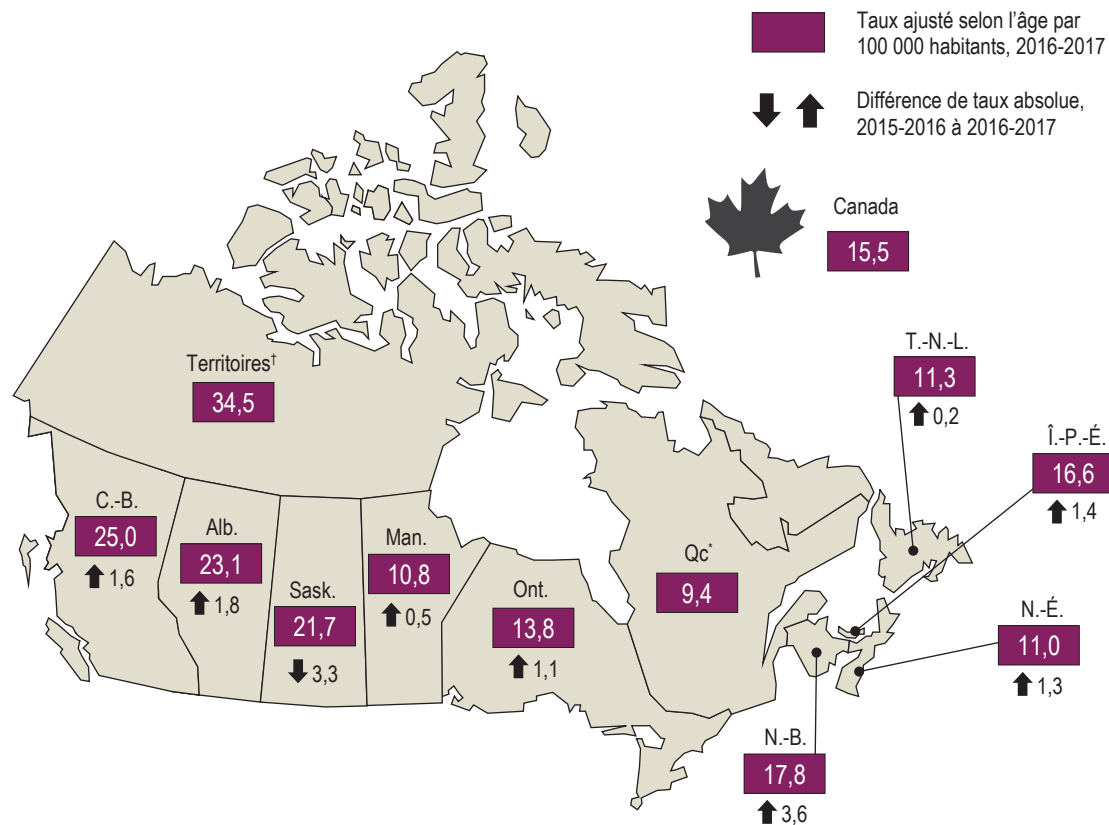 Taux ajusté selon l’âge par
100 000 habitants, 2016-2017
Différence de taux absolue,
2015-2016 à 2016-2017
Canada
15,5
Territoires†
34,5
T.-N.-L.
11,3
0,2
Î.-P.-É.
16,6
1,4
C.-B.
25,0
1,6
Alb.
23,1
1,8
Sask.
21,7
3,3
Man.
10,8
0,5
Ont.
13,8
1,1
Qc*
9,4
N.-É.
11,0
1,3
N.-B.
17,8
3,6